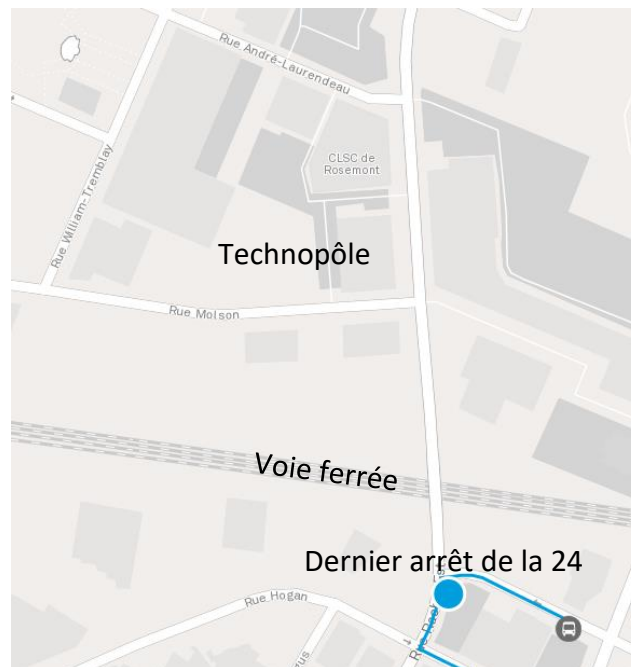 Rue André-Laurendeau
CLSC de
Rosemont
Rue William-Tremblay
Technopôle
Rue Molson
Voie ferrée
Dernier arrêt de la 24
Rue Hogan